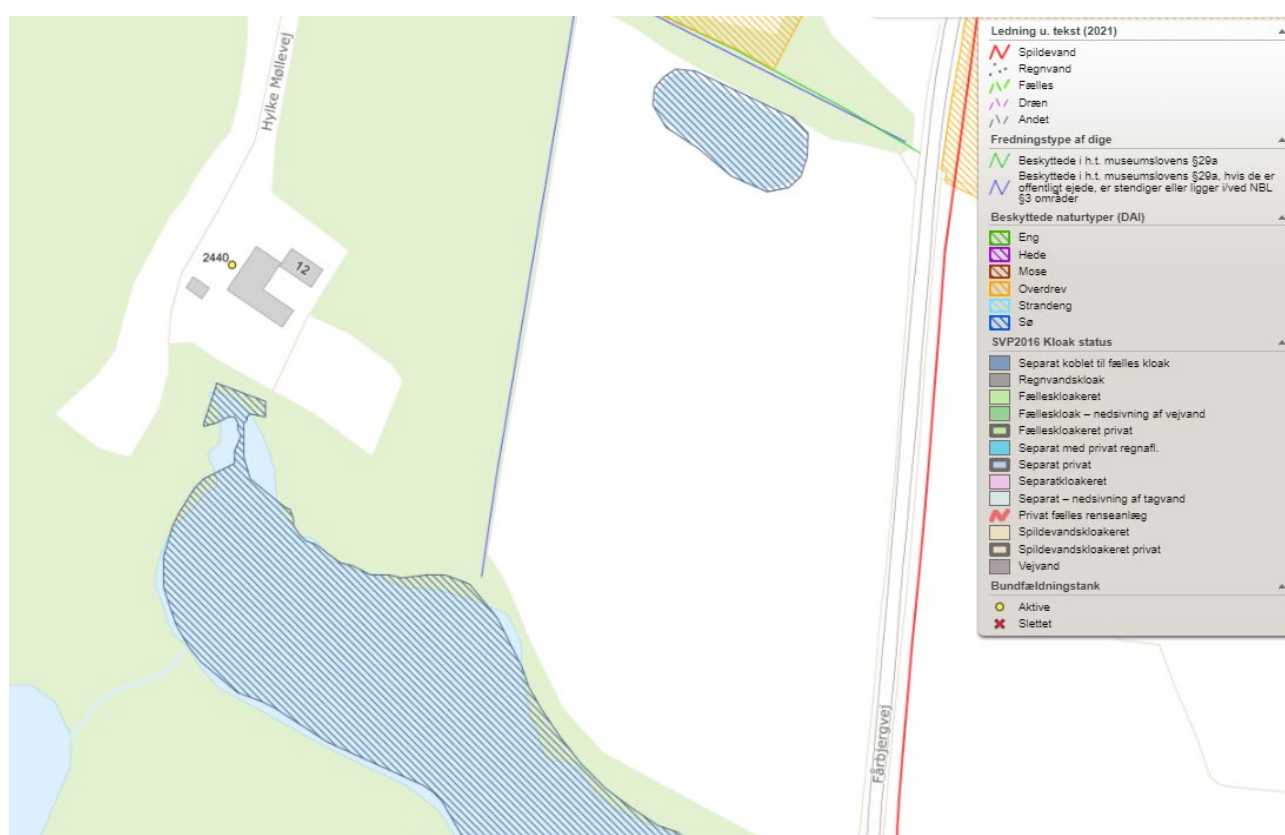 Hylke Møllevej
2440
12
Fårbjergvej
Ledning u. tekst (2021)
Spildevand
Regnvand
Fælles
Dræn
Andet
Fredningstype af dige
Beskyttede i h.t. museumslovens §29a
Beskyttede i h.t. museumslovens §29a, hvis de er
offentligt ejede, er stendiger eller ligger i/ved NBL
§3 områder
Beskyttede naturtyper (DAI)
Eng
Hede
Mose
Overdrev
Strandeng
Sø
SVP2016 Kloak status
Separat koblet til fælles kloak
Regnvandskloak
Fælleskloakeret
Fælleskloak – nedsivning af vejvand
Fælleskloakeret privat
Separat med privat regnafl.
Separat privat
Separatkloakeret
Separat – nedsivning af tagvand
Privat fælles renseanlæg
Spildevandskloakeret
Spildevandskloakeret privat
Vejvand
Bundfældningstank
Aktive
Slettet